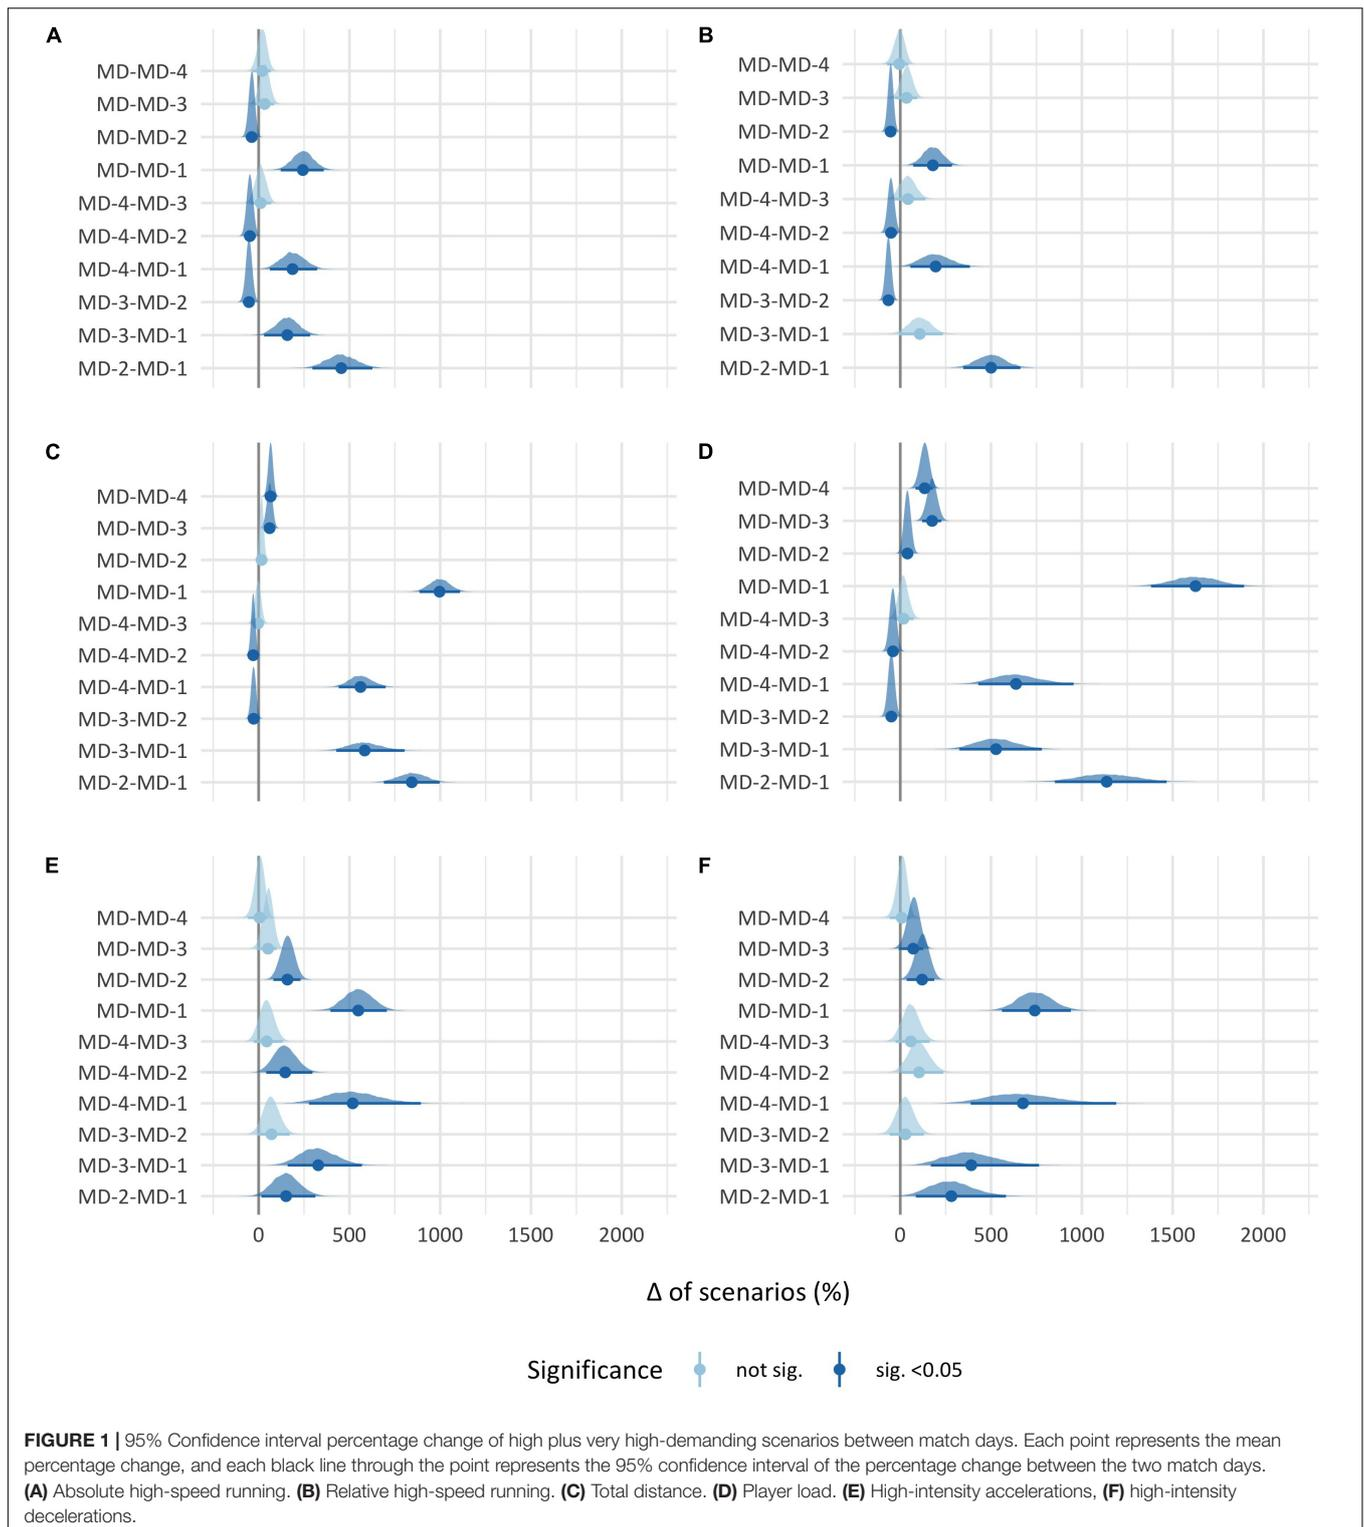 A
MD-MD-4
MD-MD-3
MD-MD-2
MD-MD-1
MD-4-MD-3
MD-4-MD-2
MD-4-MD-1
MD-3-MD-2
MD-3-MD-1
MD-2-MD-1
B
MD-MD-4
MD-MD-3
MD-MD-2
MD-MD-1
MD-4-MD-3
MD-4-MD-2
MD-4-MD-1
MD-3-MD-2
MD-3-MD-1
MD-2-MD-1
C
MD-MD-4
MD-MD-3
MD-MD-2
MD-MD-1
MD-4-MD-3
MD-4-MD-2
MD-4-MD-1
MD-3-MD-2
MD-3-MD-1
MD-2-MD-1
D
MD-MD-4
MD-MD-3
MD-MD-2
MD-MD-1
MD-4-MD-3
MD-4-MD-2
MD-4-MD-1
MD-3-MD-2
MD-3-MD-1
MD-2-MD-1
E
MD-MD-4
MD-MD-3
MD-MD-2
MD-MD-1
MD-4-MD-3
MD-4-MD-2
MD-4-MD-1
MD-3-MD-2
MD-3-MD-1
MD-2-MD-1
0 500 1000 1500 2000
F
MD-MD-4
MD-MD-3
MD-MD-2
MD-MD-1
MD-4-MD-3
MD-4-MD-2
MD-4-MD-1
MD-3-MD-2
MD-3-MD-1
MD-2-MD-1
0 500 1000 1500 2000
Δ of scenarios (%)
Significance not sig. sig. <0.05
FIGURE 1 | 95% Confidence interval percentage change of high plus very high-demanding scenarios between match days. Each point represents the mean
percentage change, and each black line through the point represents the 95% confidence interval of the percentage change between the two match days.
(A) Absolute high-speed running. (B) Relative high-speed running. (C) Total distance. (D) Player load. (E) High-intensity accelerations, (F) high-intensity
decelerations.